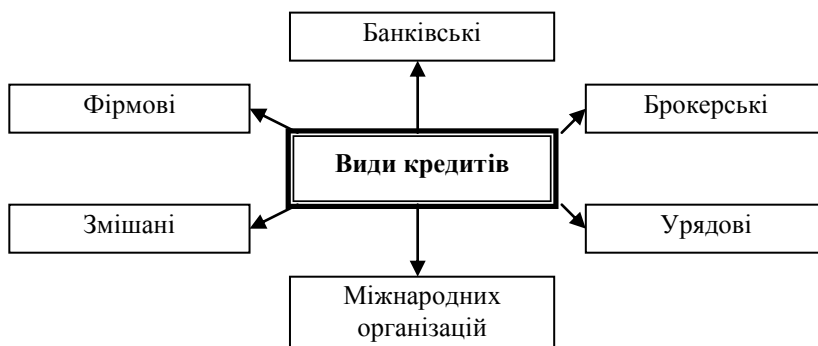 Банківські
Фірмові
Брокерські
Види кредитів
Змішані
Урядові
Міжнародних
організацій